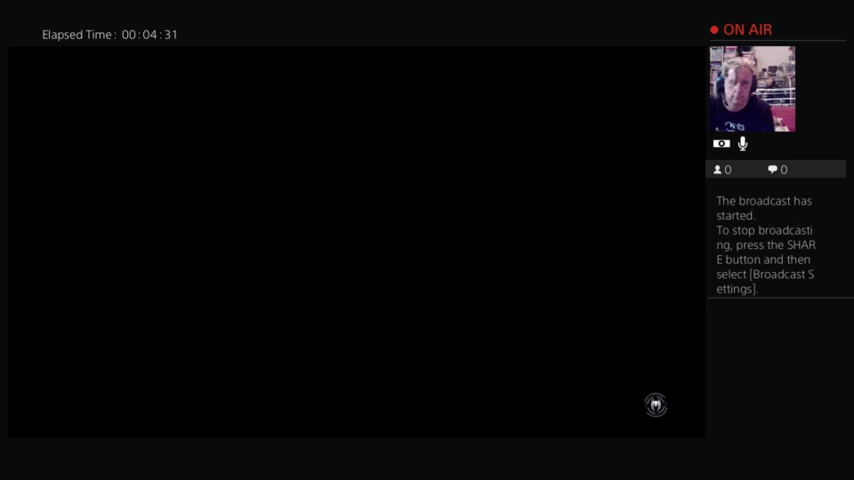 Elapsed Time: 00:04:31
ON AIR
0 0
The broadcast has
started.
To stop broadcasti
ng, press the SHAR
E button and then
select [Broadcast S
ettings].